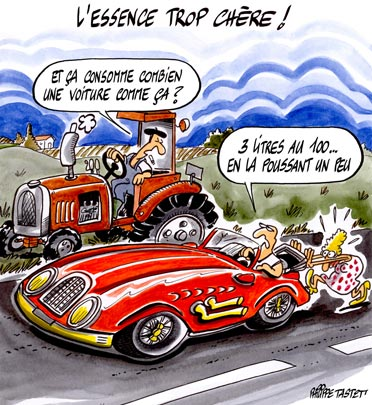 L'ESSENCE TROP CHÈRE !
ET ÇA CONSOMME COMBIEN
UNE VOITURE COMME ÇA ?
3 LITRES AU 100...
EN LA POUSSANT UN PEU
PHILIPPE TASTET